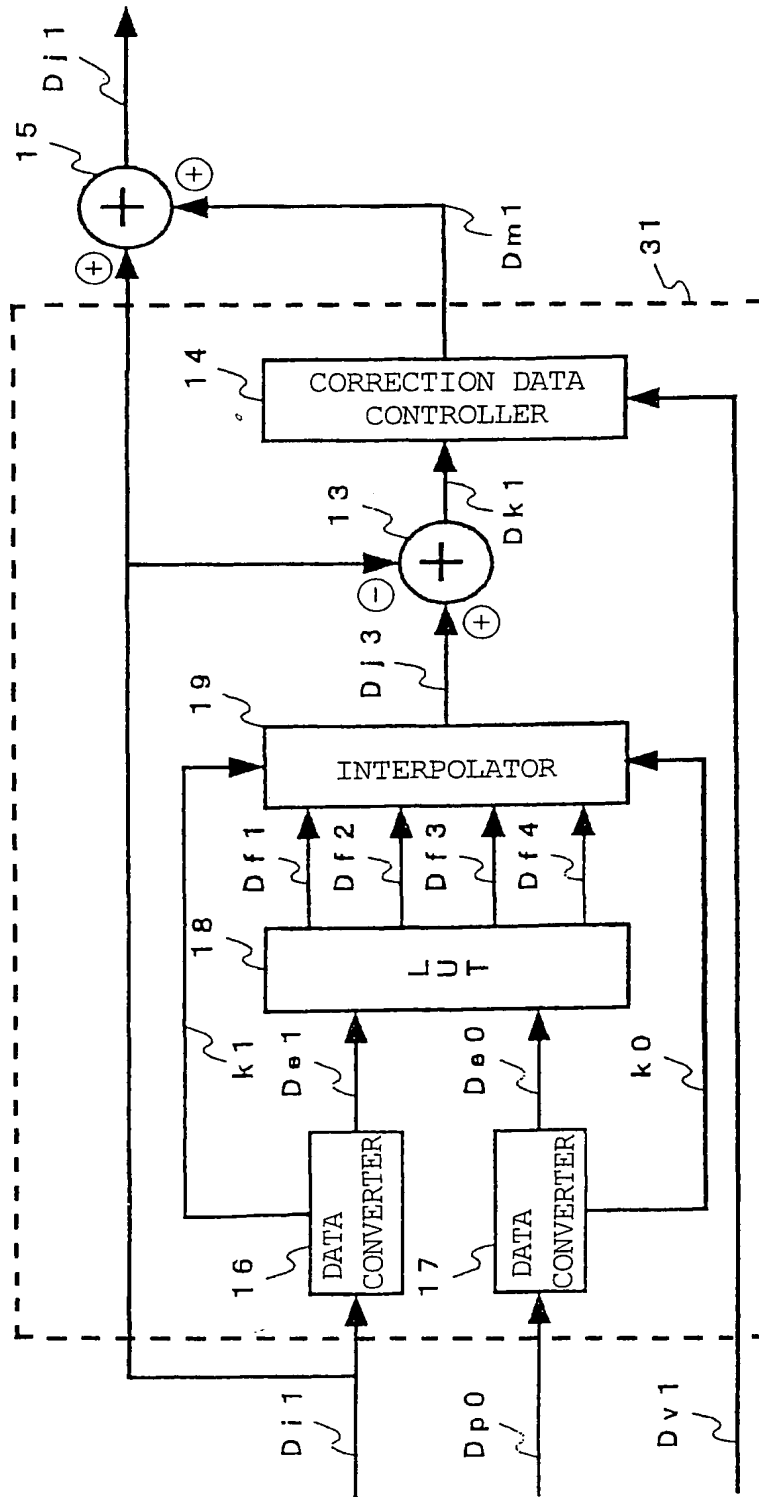 Di1
Dp0
Dv1
16
DATA
CONVERTER
17
DATA
CONVERTER
k1
De1
De0
k0
18
LUT
Df1
Df2
Df3
Df4
19
INTERPOLATOR
Dj3
13
+
−
+
Dk1
14
CORRECTION DATA
CONTROLLER
31
Dm1
15
+
+
+
Dj1